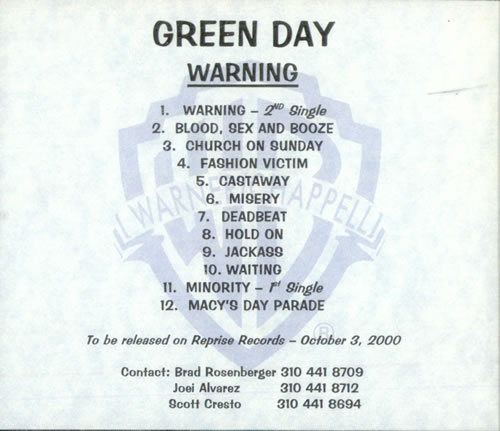 GREEN DAY
WARNING
1. WARNING – 2ND Single
2. BLOOD, SEX AND BOOZE
3. CHURCH ON SUNDAY
4. FASHION VICTIM
5. CASTAWAY
6. MISERY
7. DEADBEAT
8. HOLD ON
9. JACKASS
10. WAITING
11. MINORITY – 1st Single
12. MACY'S DAY PARADE
WARNER CHAPPELL
®
To be released on Reprise Records – October 3, 2000
Contact: Brad Rosenberger 310 441 8709
Joei Alvarez 310 441 8712
Scott Cresto 310 441 8694